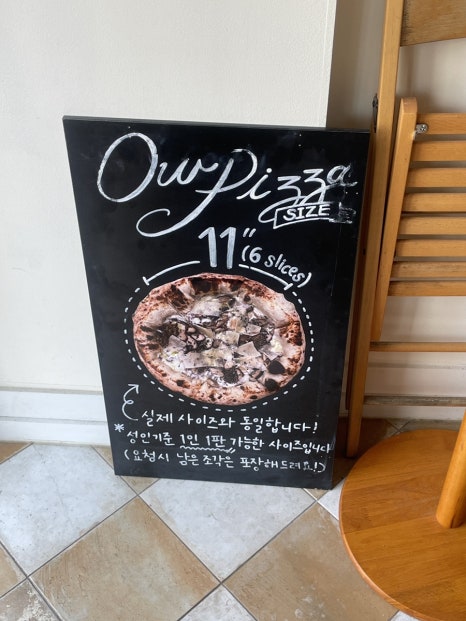 Our Pizza
SIZE
11"(6 slices)
실제 사이즈와 동일합니다!
* 성인기준 1인 1판 가능한 사이즈입니다
(요청시 남은 조각은 포장해드려요!)